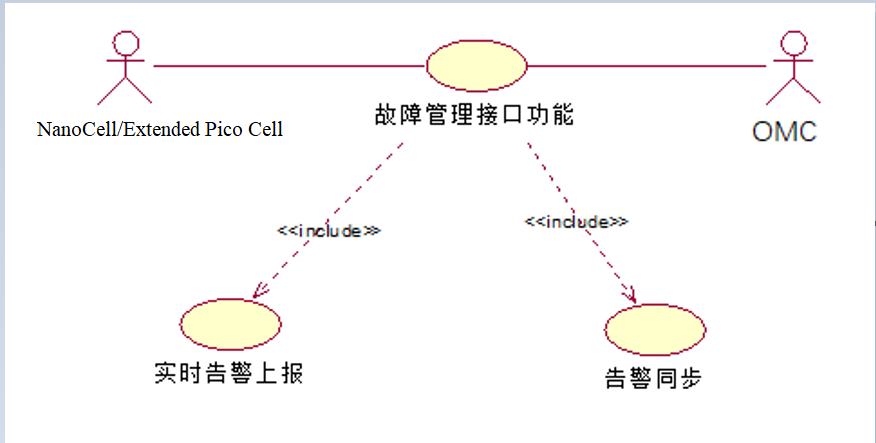 故障管理接口功能
NanoCell/Extended Pico Cell
OMC
<<include>>
<<include>>
实时告警上报
告警同步